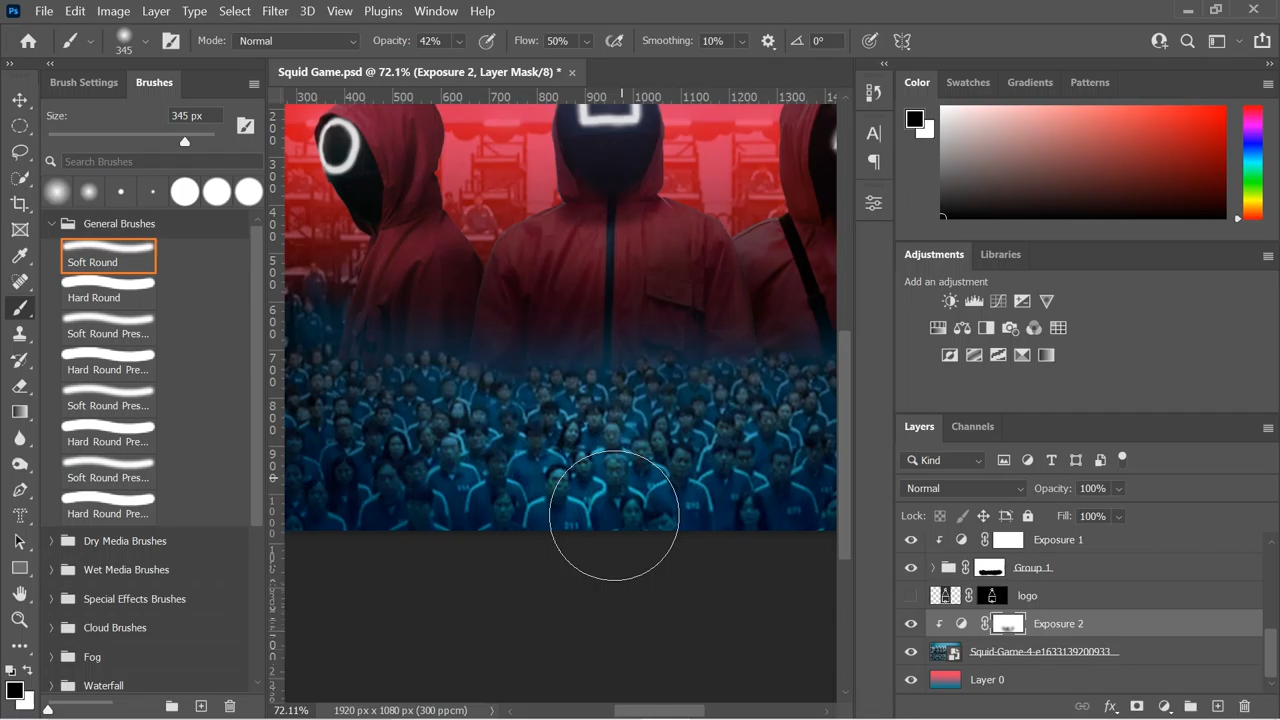 Ps File Edit Image Layer Type Select Filter 3D View Plugins Window Help
345 Mode: Normal Opacity: 42% Flow: 50% Smoothing: 10% 0°
Brush Settings Brushes
Size: 345 px
Search Brushes
General Brushes
Soft Round
Hard Round
Soft Round Pres...
Hard Round Pre...
Soft Round Pres...
Hard Round Pre...
Soft Round Pres...
Hard Round Pre...
Dry Media Brushes
Wet Media Brushes
Special Effects Brushes
Cloud Brushes
Fog
Waterfall
Squid Game.psd @ 72.1% (Exposure 2, Layer Mask/8) *
300 400 500 600 700 800 900 1000 1100 1200 1300
72.11% 1920 px x 1080 px (300 ppcm)
Color Swatches Gradients Patterns
Adjustments Libraries
Add an adjustment
Layers Channels
Kind
Normal Opacity: 100%
Lock: Fill: 100%
Exposure 1
Group 1
logo
Exposure 2
Squid-Game-4-e1633139200933...
Layer 0